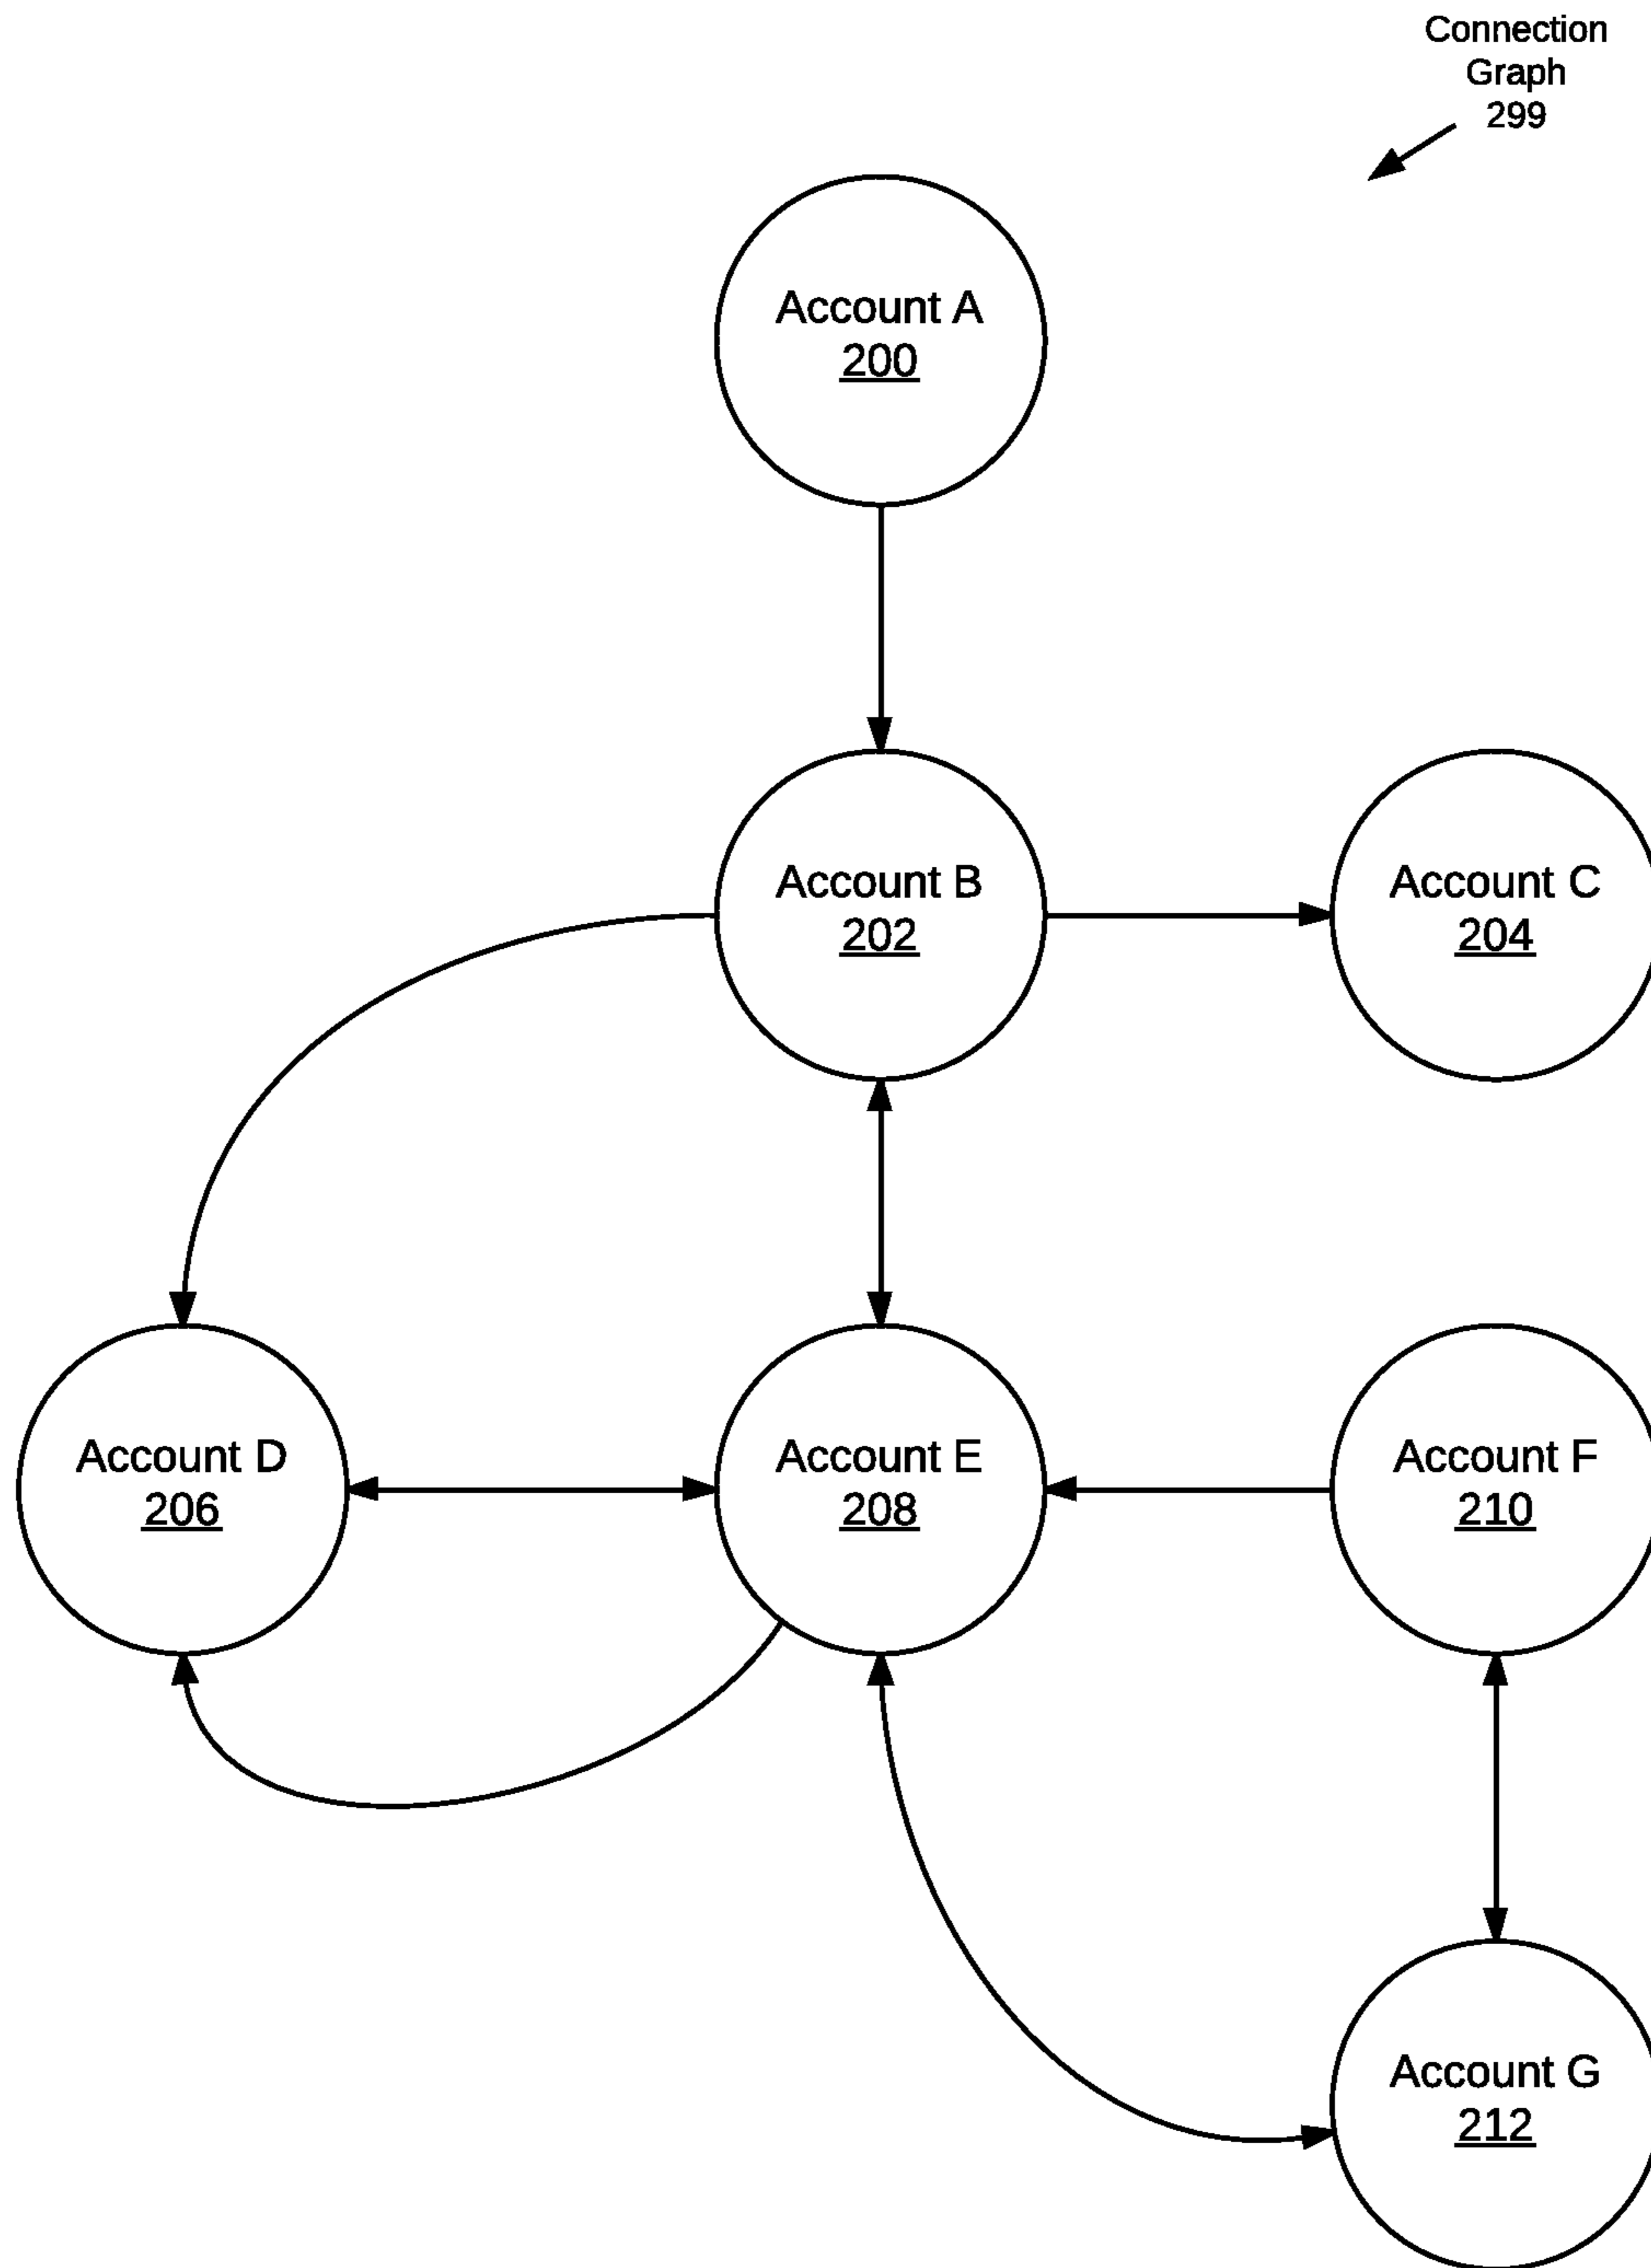 Connection
Graph
299
Account A
200
Account B
202
Account C
204
Account D
206
Account E
208
Account F
210
Account G
212